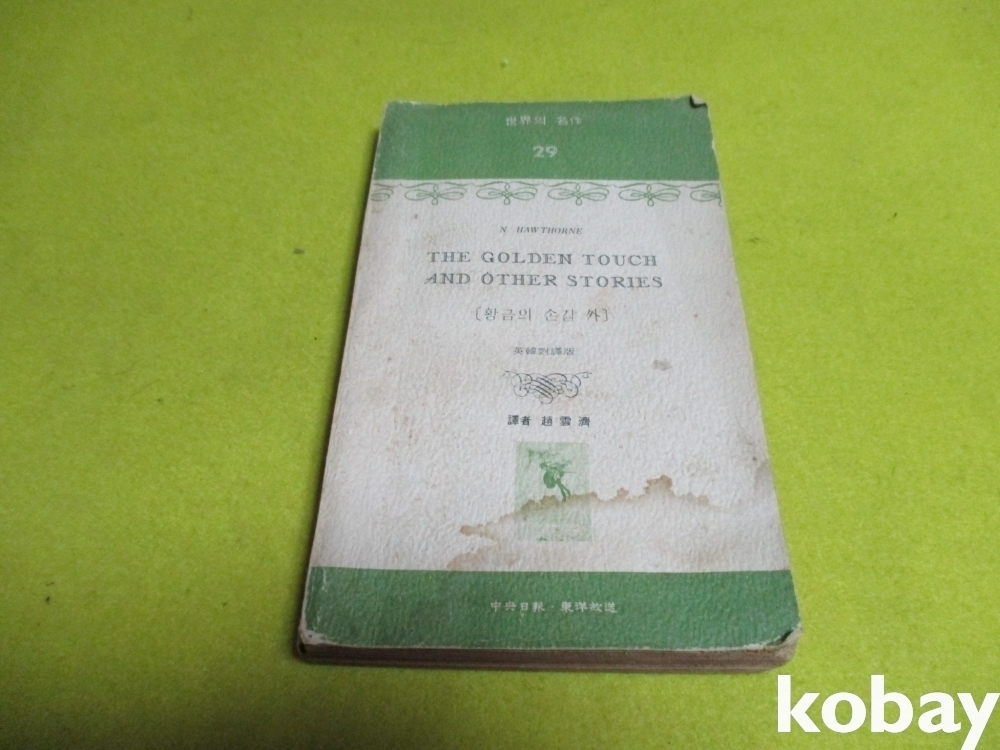 世界의 名作
29
N. HAWTHORNE
THE GOLDEN TOUCH
AND OTHER STORIES
〔황금의 손길 外〕
英韓對譯版
譯者 趙雲濟
中央日報·東洋放送
kobay